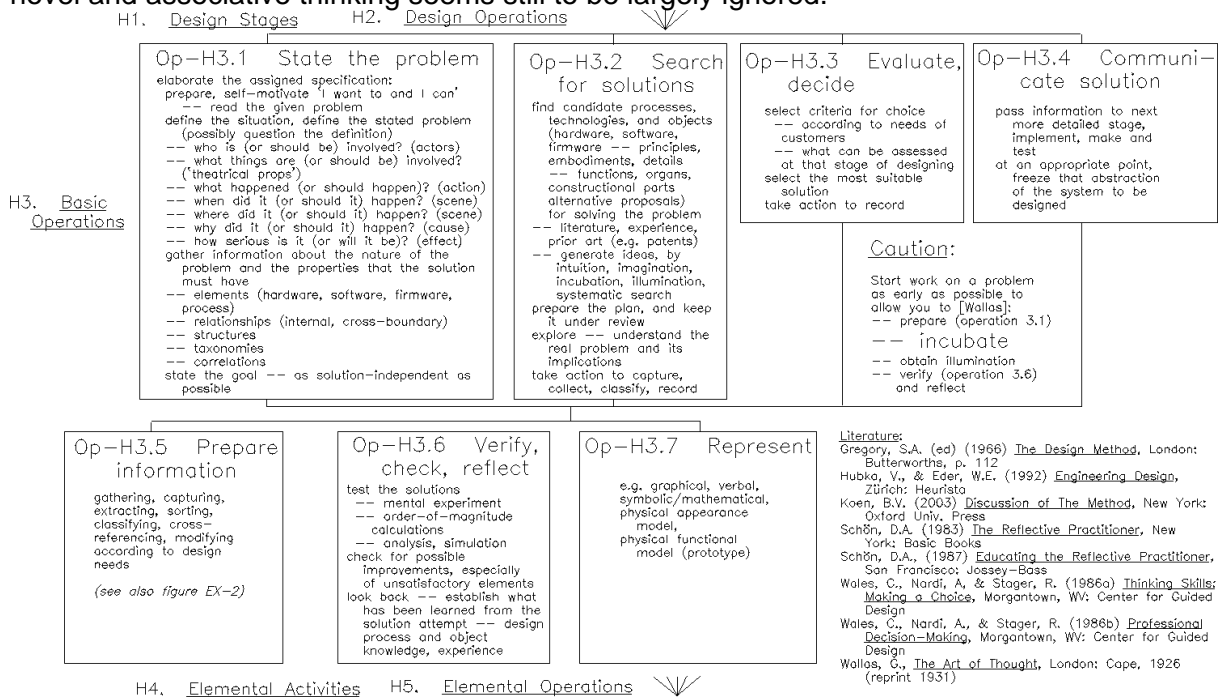 novel and associative thinking seems still to be largely ignored.
H1. Design Stages
H2. Design Operations
H3. Basic
Operations
Op-H3.1 State the problem
elaborate the assigned specification:
prepare, self-motivate 'I want to and I can'
-- read the given problem
define the situation, define the stated problem
(possibly question the definition)
-- who is (or should be) involved? (actors)
-- what things are (or should be) involved?
('theatrical props')
-- what happened (or should happen)? (action)
-- when did it (or should it) happen? (scene)
-- where did it (or should it) happen? (scene)
-- why did it (or should it) happen? (cause)
-- how serious is it (or will it be)? (effect)
gather information about the nature of the
problem and the properties that the solution
must have
-- elements (hardware, software, firmware,
process)
-- relationships (internal, cross-boundary)
-- structures
-- taxonomies
-- correlations
state the goal -- as solution-independent as
possible
Op-H3.2 Search
for solutions
find candidate processes,
technologies, and objects
(hardware, software,
firmware -- principles,
embodiments, details
-- functions, organs,
constructional parts
alternative proposals)
for solving the problem
-- literature, experience,
prior art (e.g. patents)
-- generate ideas, by
intuition, imagination,
incubation, illumination,
systematic search
prepare the plan, and keep
it under review
explore -- understand the
real problem and its
implications
take action to capture,
collect, classify, record
Op-H3.3 Evaluate,
decide
select criteria for choice
-- according to needs of
customers
-- what can be assessed
at that stage of designing
select the most suitable
solution
take action to record
Op-H3.4 Communi-
cate solution
pass information to next
more detailed stage,
implement, make and
test
at an appropriate point,
freeze that abstraction
of the system to be
designed
Caution:
Start work on a problem
as early as possible to
allow you to [Wallas]:
-- prepare (operation 3.1)
-- incubate
-- obtain illumination
-- verify (operation 3.6)
and reflect
Op-H3.5 Prepare
information
gathering, capturing,
extracting, sorting,
classifying, cross-
referencing, modifying
according to design
needs
(see also figure EX-2)
Op-H3.6 Verify,
check, reflect
test the solutions
-- mental experiment
-- order-of-magnitude
calculations
-- analysis, simulation
check for possible
improvements, especially
of unsatisfactory elements
look back -- establish what
has been learned from the
solution attempt -- design
process and object
knowledge, experience
Op-H3.7 Represent
e.g. graphical, verbal,
symbolic/mathematical,
physical appearance
model,
physical functional
model (prototype)
Literature:
Gregory, S.A. (ed) (1966) The Design Method, London:
Butterworths, p. 112
Hubka, V., & Eder, W.E. (1992) Engineering Design,
Zürich: Heurista
Koen, B.V. (2003) Discussion of The Method, New York:
Oxford Univ. Press
Schön, D.A. (1983) The Reflective Practitioner, New
York: Basic Books
Schön, D.A., (1987) Educating the Reflective Practitioner,
San Francisco: Jossey-Bass
Wales, C., Nardi, A, & Stager, R. (1986a) Thinking Skills:
Making a Choice, Morgantown, WV: Center for Guided
Design
Wales, C., Nardi, A., & Stager, R. (1986b) Professional
Decision-Making, Morgantown, WV: Center for Guided
Design
Wallas, G., The Art of Thought, London: Cape, 1926
(reprint 1931)
H4. Elemental Activities
H5. Elemental Operations